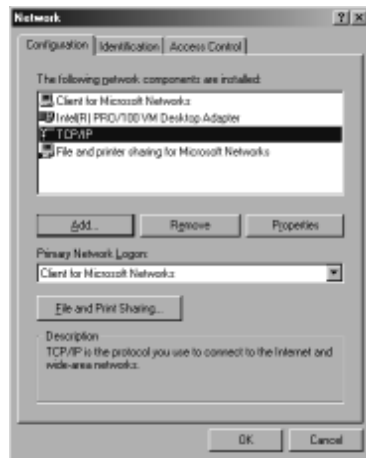 Network
Configuration Identification Access Control
The following network components are installed:
Client for Microsoft Networks
Intel(R) PRO/100 VM Desktop Adapter
TCP/IP
File and printer sharing for Microsoft Networks
Add... Remove Properties
Primary Network Logon:
Client for Microsoft Networks
File and Print Sharing...
Description
TCP/IP is the protocol you use to connect to the Internet and
wide-area networks.
OK Cancel